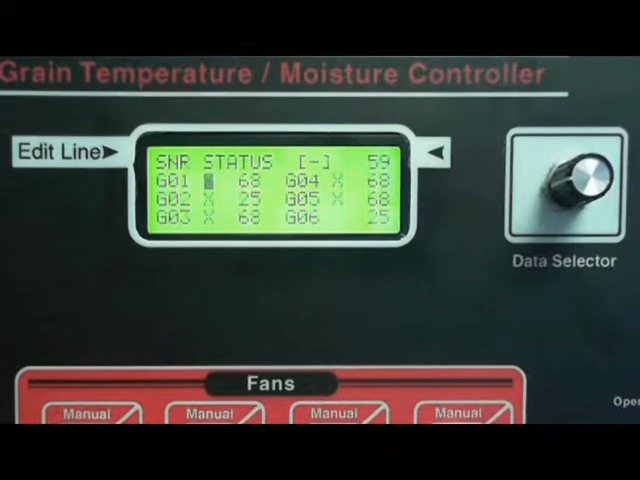 Grain Temperature / Moisture Controller
Edit Line
SNR STATUS [-] 59
G01 68 G04 X 68
G02 X 25 G05 X 68
G03 X 68 G06 25
Data Selector
Fans
Manual Manual Manual Manual